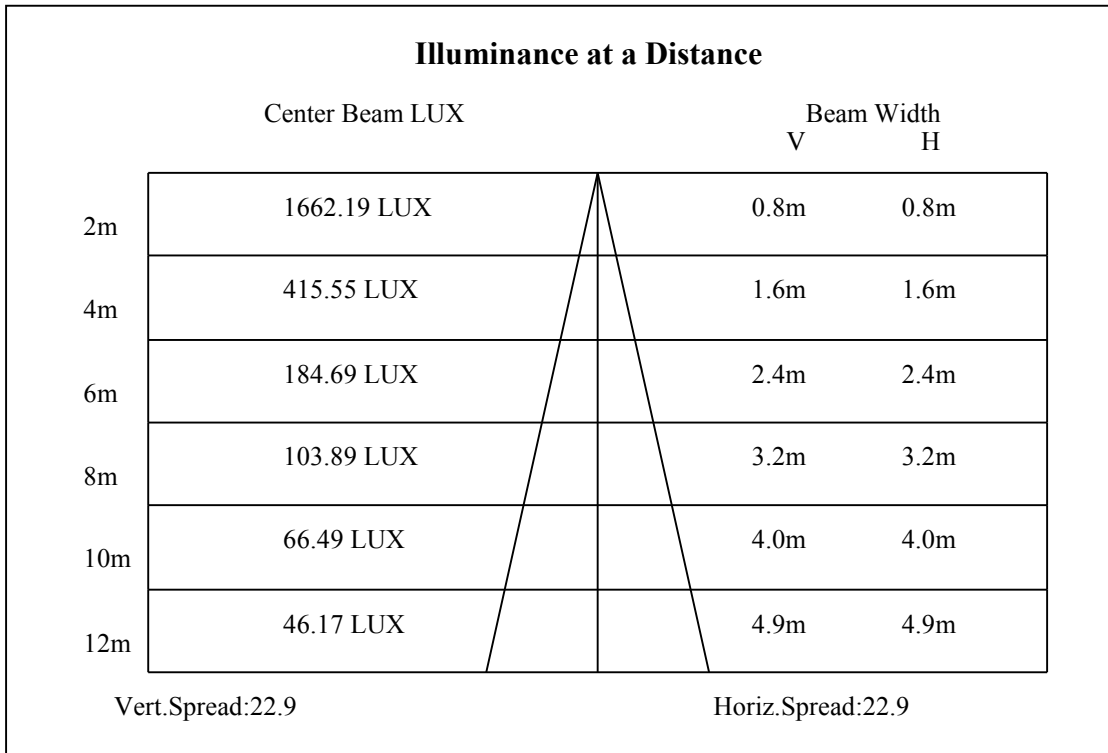 Illuminance at a Distance
Center Beam LUX Beam Width
V H
2m 1662.19 LUX 0.8m 0.8m
4m 415.55 LUX 1.6m 1.6m
6m 184.69 LUX 2.4m 2.4m
8m 103.89 LUX 3.2m 3.2m
10m 66.49 LUX 4.0m 4.0m
12m 46.17 LUX 4.9m 4.9m
Vert.Spread:22.9 Horiz.Spread:22.9